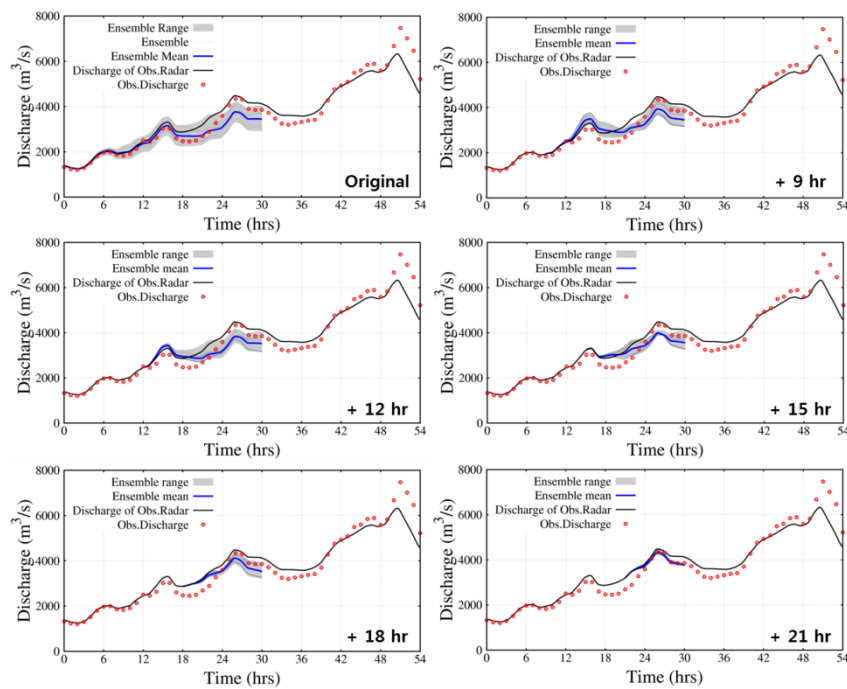 8000
6000
4000
2000
0
Discharge (m³/s)
Ensemble Range
Ensemble
Ensemble Mean
Discharge of Obs.Radar
Obs.Discharge
Original
0 6 12 18 24 30 36 42 48 54
Time (hrs)
8000
6000
4000
2000
0
Discharge (m³/s)
Ensemble range
Ensemble mean
Discharge of Obs.Radar
Obs.Discharge
+ 9 hr
0 6 12 18 24 30 36 42 48 54
Time (hrs)
8000
6000
4000
2000
0
Discharge (m³/s)
Ensemble range
Ensemble mean
Discharge of Obs.Radar
Obs.Discharge
+ 12 hr
0 6 12 18 24 30 36 42 48 54
Time (hrs)
8000
6000
4000
2000
0
Discharge (m³/s)
Ensemble range
Ensemble mean
Discharge of Obs.Radar
Obs.Discharge
+ 15 hr
0 6 12 18 24 30 36 42 48 54
Time (hrs)
8000
6000
4000
2000
0
Discharge (m³/s)
Ensemble range
Ensemble mean
Discharge of Obs.Radar
Obs.Discharge
+ 18 hr
0 6 12 18 24 30 36 42 48 54
Time (hrs)
8000
6000
4000
2000
0
Discharge (m³/s)
Ensemble range
Ensemble mean
Discharge of Obs.Radar
Obs.Discharge
+ 21 hr
0 6 12 18 24 30 36 42 48 54
Time (hrs)